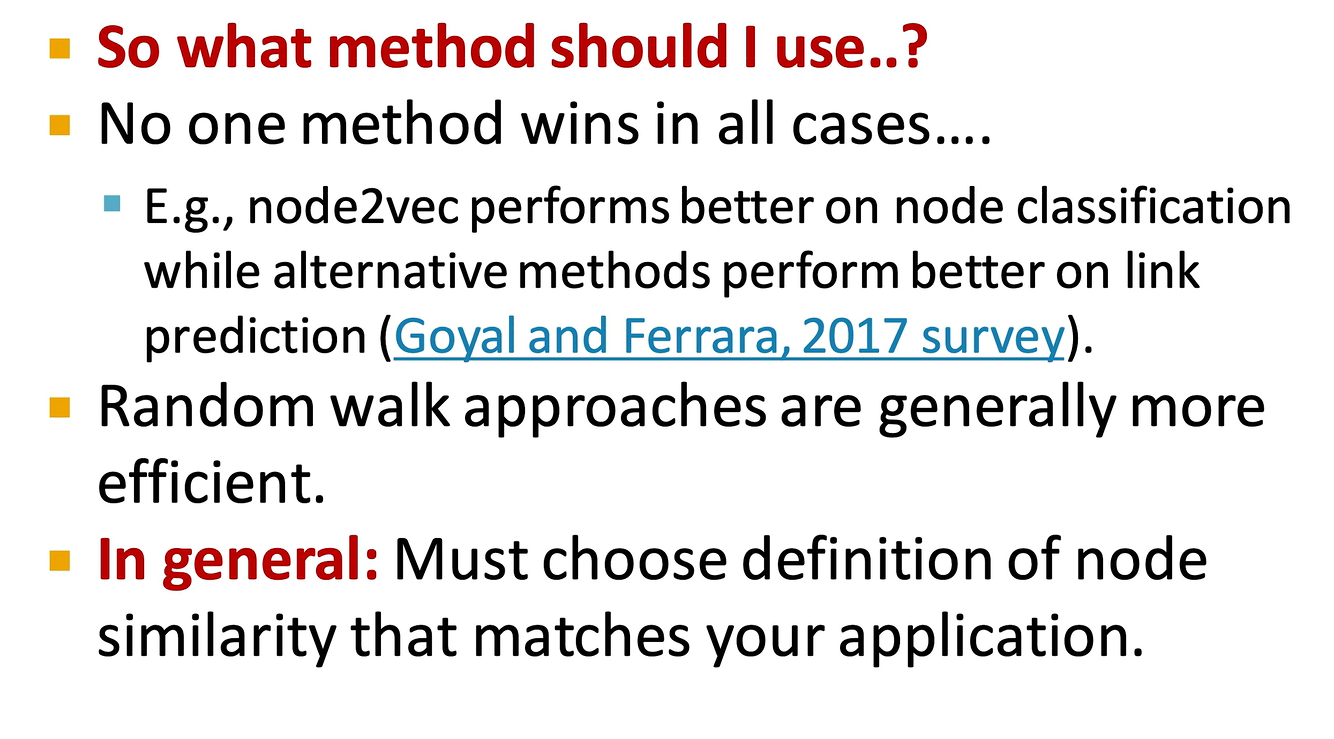 So what method should I use..?
No one method wins in all cases….
E.g., node2vec performs better on node classification
while alternative methods perform better on link
prediction (Goyal and Ferrara, 2017 survey).
Random walk approaches are generally more
efficient.
In general: Must choose definition of node
similarity that matches your application.